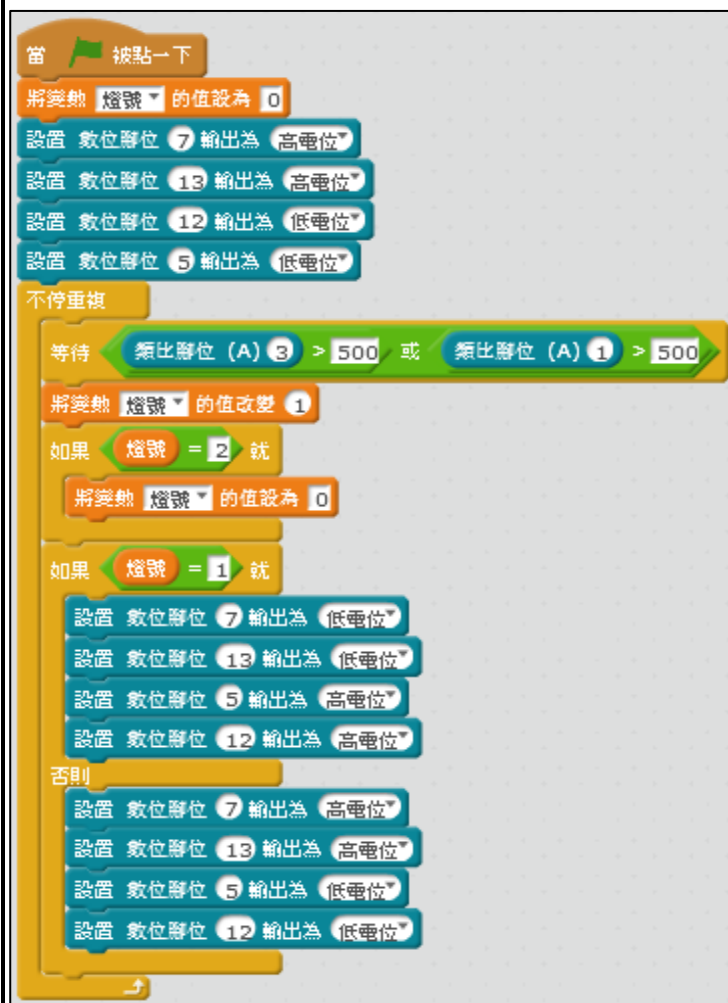 當 被點一下
將變數 燈號 的值設為 0
設置 數位腳位 7 輸出為 高電位
設置 數位腳位 13 輸出為 高電位
設置 數位腳位 12 輸出為 低電位
設置 數位腳位 5 輸出為 低電位
不停重複
等待 類比腳位 (A) 3 > 500 或 類比腳位 (A) 1 > 500
將變數 燈號 的值改變 1
如果 燈號 = 2 就
將變數 燈號 的值設為 0
如果 燈號 = 1 就
設置 數位腳位 7 輸出為 低電位
設置 數位腳位 13 輸出為 低電位
設置 數位腳位 5 輸出為 高電位
設置 數位腳位 12 輸出為 高電位
否則
設置 數位腳位 7 輸出為 高電位
設置 數位腳位 13 輸出為 高電位
設置 數位腳位 5 輸出為 低電位
設置 數位腳位 12 輸出為 低電位